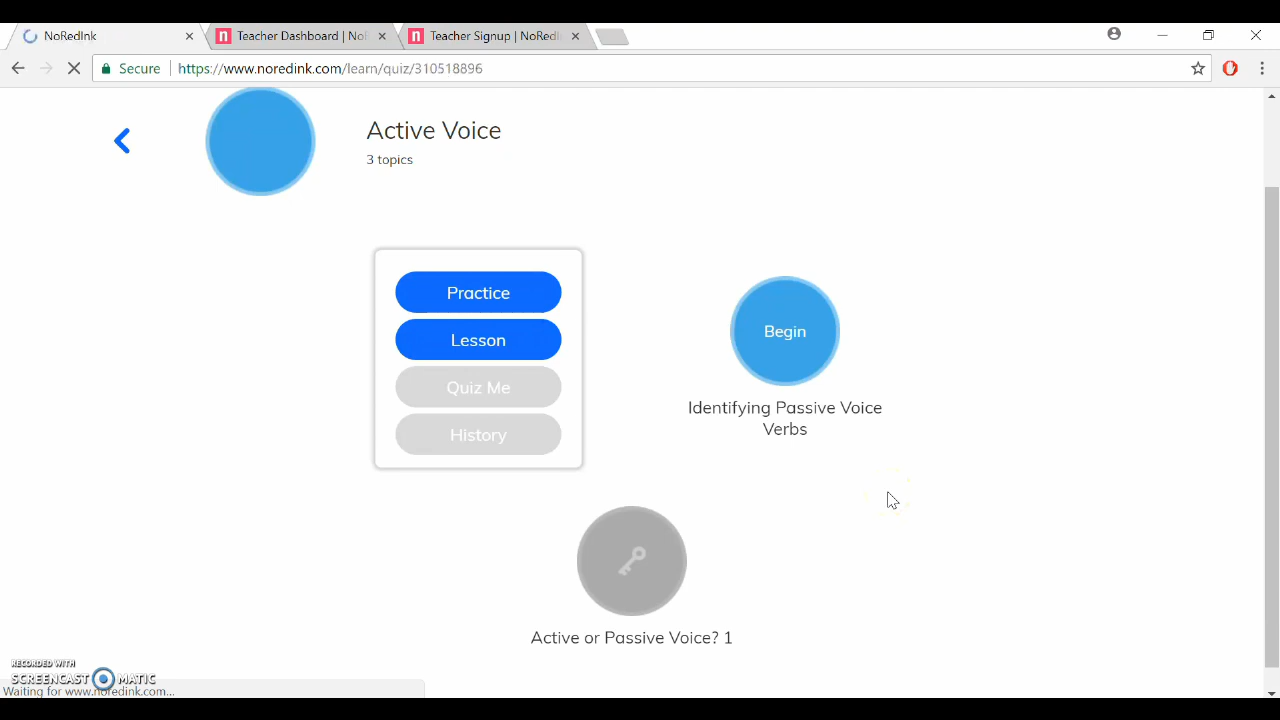 NoRedInk
Teacher Dashboard | NoR
Teacher Signup | NoRedI
Secure
https://www.noredink.com/learn/quiz/310518896
Active Voice
3 topics
Practice
Lesson
Quiz Me
History
Begin
Identifying Passive Voice
Verbs
Active or Passive Voice? 1
RECORDED WITH
SCREENCAST MATIC
Waiting for www.noredink.com...